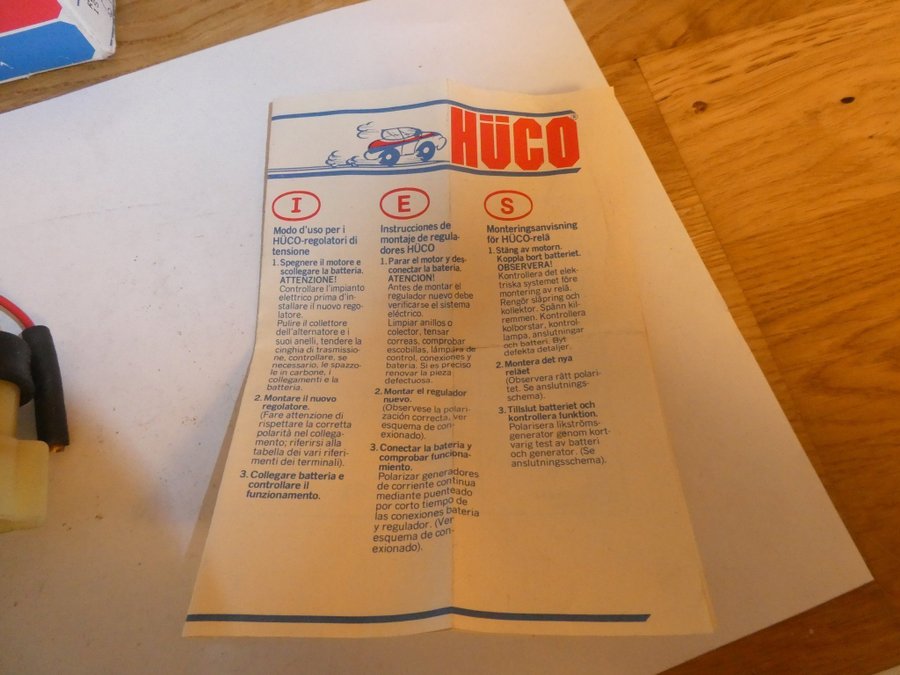 HÜCO
I
Modo d'uso per i
HÜCO-regolatori di
tensione
1. Spegnere il motore e
scollegare la batteria.
ATTENZIONE!
Controllare l'impianto
elettrico prima d'in-
stallare il nuovo rego-
latore.
Pulire il collettore
dell'alternatore e i
suoi anelli, tendere la
cinghia di trasmissio-
ne, controllare, se
necessario, le spazzo-
le in carbone, i
collegamenti e la
batteria.
2. Montare il nuovo
regolatore.
(Fare attenzione di
rispettare la corretta
polarità nel collega-
mento; riferirsi alla
tabella dei vari riferi-
menti dei terminali).
3. Collegare batteria e
controllare il
funzionamento.
E
Instrucciones de
montaje de regula-
dores HÜCO
1. Parar el motor y des-
conectar la bateria.
ATENCION!
Antes de montar el
regulador nuevo debe
verificarse el sistema
eléctrico.
Limpiar anillos o
colector, tensar
correas, comprobar
escobillas, lámpara de
control, conexiones y
bateria. Si es preciso
renovar la pieza
defectuosa.
2. Montar el regulador
nuevo.
(Observese la polari-
zación correcta. Ver
esquema de con-
exionado).
3. Conectar la bateria y
comprobar funciona-
miento.
Polarizar generadores
de corriente continua
mediante puenteado
por corto tiempo de
las conexiones bateria
y regulador. (Ver
esquema de con-
exionado).
S
Monteringsanvisning
för HÜCO-relä
1. Stäng av motorn.
Koppla bort batteriet.
OBSERVERA!
Kontrollera det elek-
triska systemet före
montering av relä.
Rengör släpring och
kollektor. Spänn kil-
remmen. Kontrollera
kolborstar, kontrol-
lampa, anslutningar
och batteri. Byt
defekta detaljer.
2. Montera det nya
reläet
(Observera rätt polari-
tet. Se anslutnings-
schema).
3. Tillslut batteriet och
kontrollera funktion.
Polarisera likströms-
generator genom kort-
varig test av batteri
och generator. (Se
anslutningsschema).